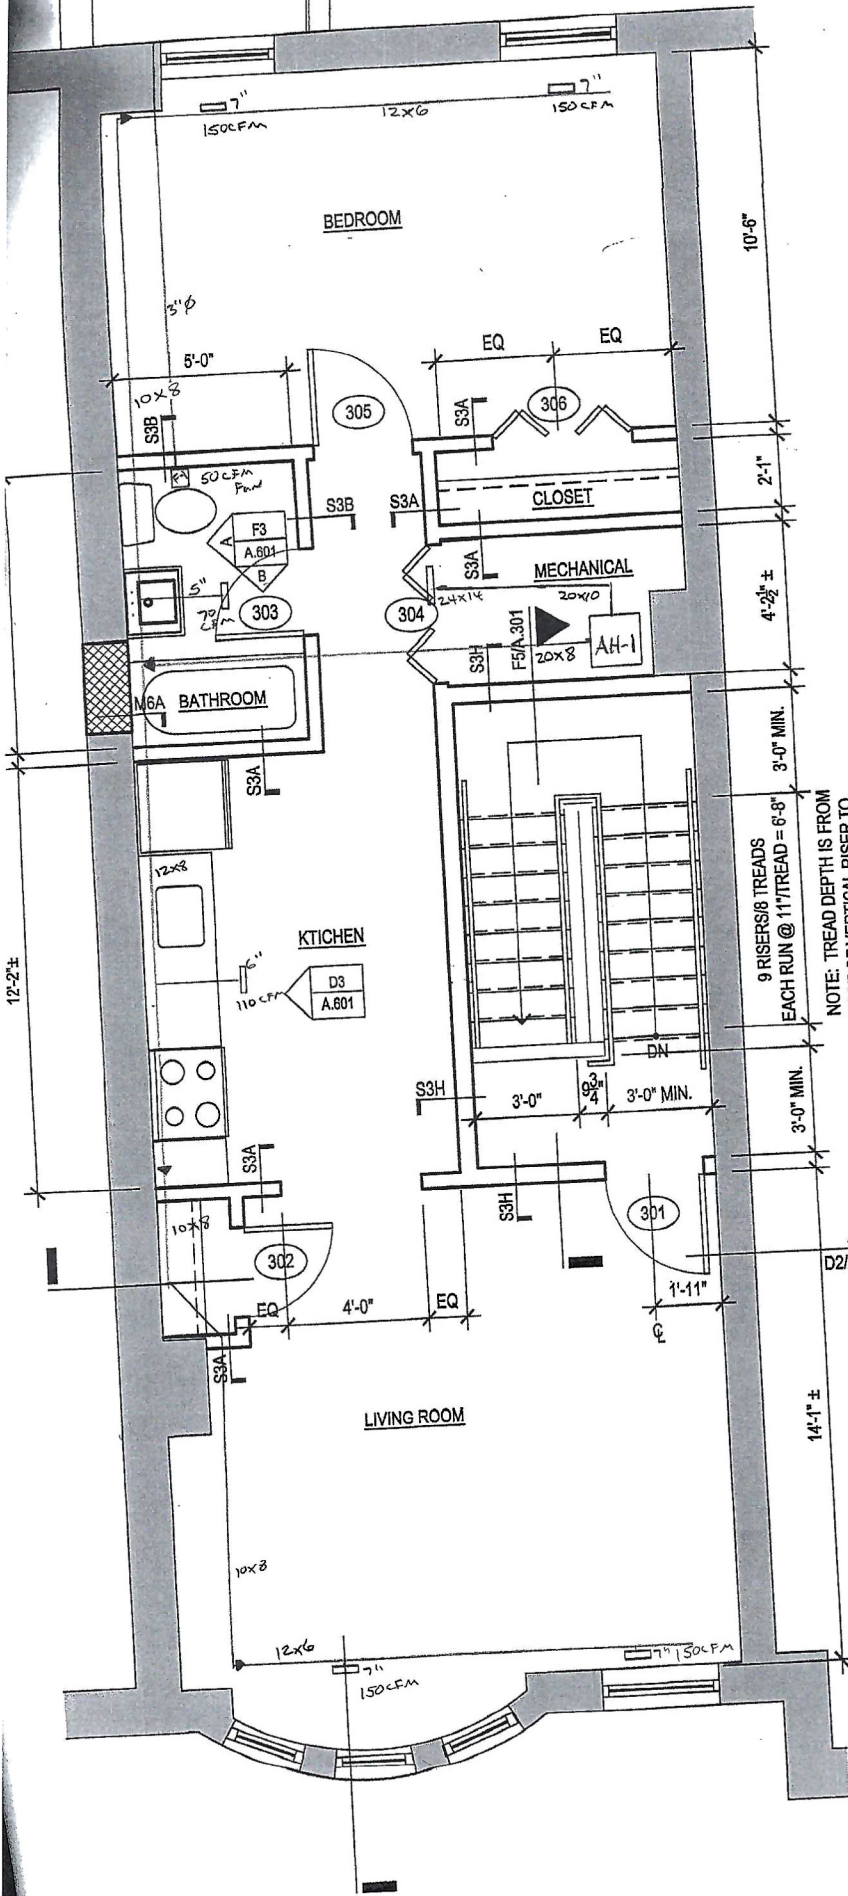 7"
150CFM
12x6
7"
150CFM
BEDROOM
10'-6"
3"φ
5'-0"
EQ
EQ
10x8
S3B
305
S3A
306
50CFM
Fan
F-1
S3B
S3A
CLOSET
2'-1"
A
F3
A.601
B
S3A
MECHANICAL
5"
70
CFM
303
304
24x14
20x10
4'-2½" ±
F5/A.301
S3H
20x8
AH-1
M6A
BATHROOM
S3A
3'-0" MIN.
12x8
9 RISERS/8 TREADS
EACH RUN @ 11"/TREAD = 6'-8"
NOTE: TREAD DEPTH IS FROM
12'-2"±
KTICHEN
6"
110CFM
D3
A.601
DN
S3H
3'-0"
9¾"
3'-0" MIN.
3'-0" MIN.
S3A
10x8
S3H
301
302
D2/
EQ
4'-0"
EQ
1'-11"
℄
S3A
LIVING ROOM
14'-1" ±
10x8
12x6
7"
150CFM
7" 150CFM